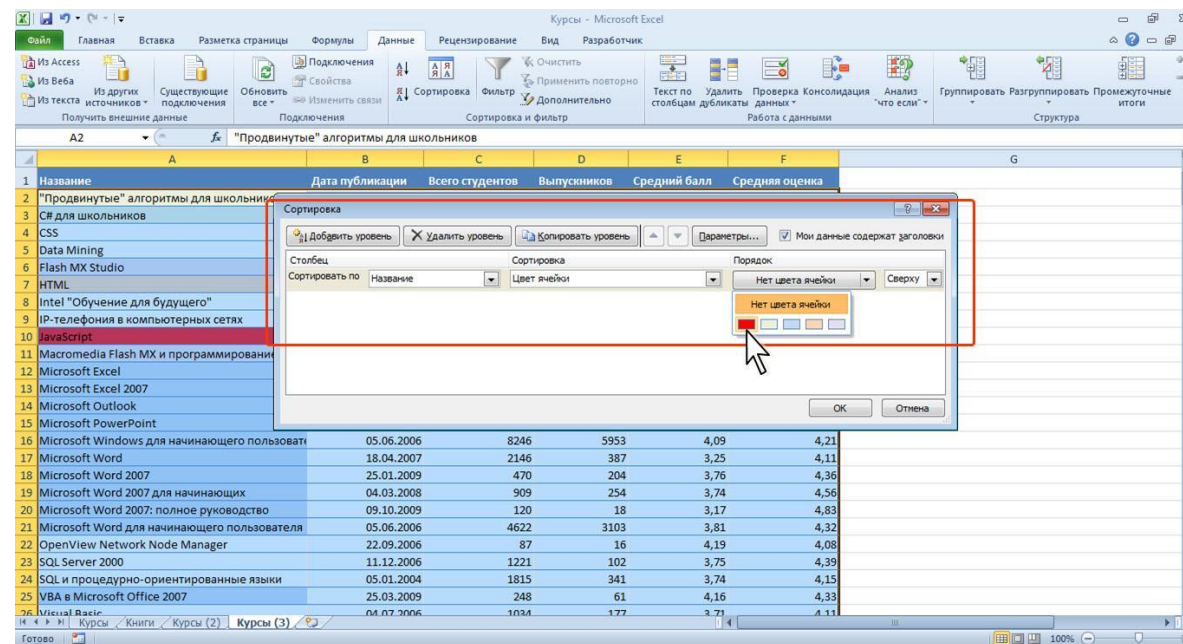 Курсы - Microsoft Excel
Файл Главная Вставка Разметка страницы Формулы Данные Рецензирование Вид Разработчик
Из Access
Из Веба
Из текста
Из других источников
Существующие подключения
Получить внешние данные
Обновить все
Подключения
Свойства
Изменить связи
Подключения
Сортировка
Фильтр
Очистить
Применить повторно
Дополнительно
Сортировка и фильтр
Текст по столбцам
Удалить дубликаты
Проверка данных
Консолидация
Анализ "что если"
Работа с данными
Группировать
Разгруппировать
Промежуточные итоги
Структура
A2 fx "Продвинутые" алгоритмы для школьников
A B C D E F G
1 Название Дата публикации Всего студентов Выпускников Средний балл Средняя оценка
2 "Продвинутые" алгоритмы для школьнико
3 C# для школьников
4 CSS
5 Data Mining
6 Flash MX Studio
7 HTML
8 Intel "Обучение для будущего"
9 IP-телефония в компьютерных сетях
10 JavaScript
11 Macromedia Flash MX и программирование
12 Microsoft Excel
13 Microsoft Excel 2007
14 Microsoft Outlook
15 Microsoft PowerPoint
Сортировка
Добавить уровень Удалить уровень Копировать уровень Параметры... Мои данные содержат заголовки
Столбец Сортировка Порядок
Сортировать по Название Цвет ячейки Нет цвета ячейки Сверху
Нет цвета ячейки
OK Отмена
16 Microsoft Windows для начинающего пользовате 05.06.2006 8246 5953 4,09 4,21
17 Microsoft Word 18.04.2007 2146 387 3,25 4,11
18 Microsoft Word 2007 25.01.2009 470 204 3,76 4,36
19 Microsoft Word 2007 для начинающих 04.03.2008 909 254 3,74 4,56
20 Microsoft Word 2007: полное руководство 09.10.2009 120 18 3,17 4,83
21 Microsoft Word для начинающего пользователя 05.06.2006 4622 3103 3,81 4,32
22 OpenView Network Node Manager 22.09.2006 87 16 4,19 4,08
23 SQL Server 2000 11.12.2006 1221 102 3,75 4,39
24 SQL и процедурно-ориентированные языки 05.01.2004 1815 341 3,74 4,15
25 VBA в Microsoft Office 2007 25.03.2009 248 61 4,16 4,33
26 Visual Basic 04.07.2006 1034 177 3,71 4,11
Курсы Книги Курсы (2) Курсы (3)
Готово 100%